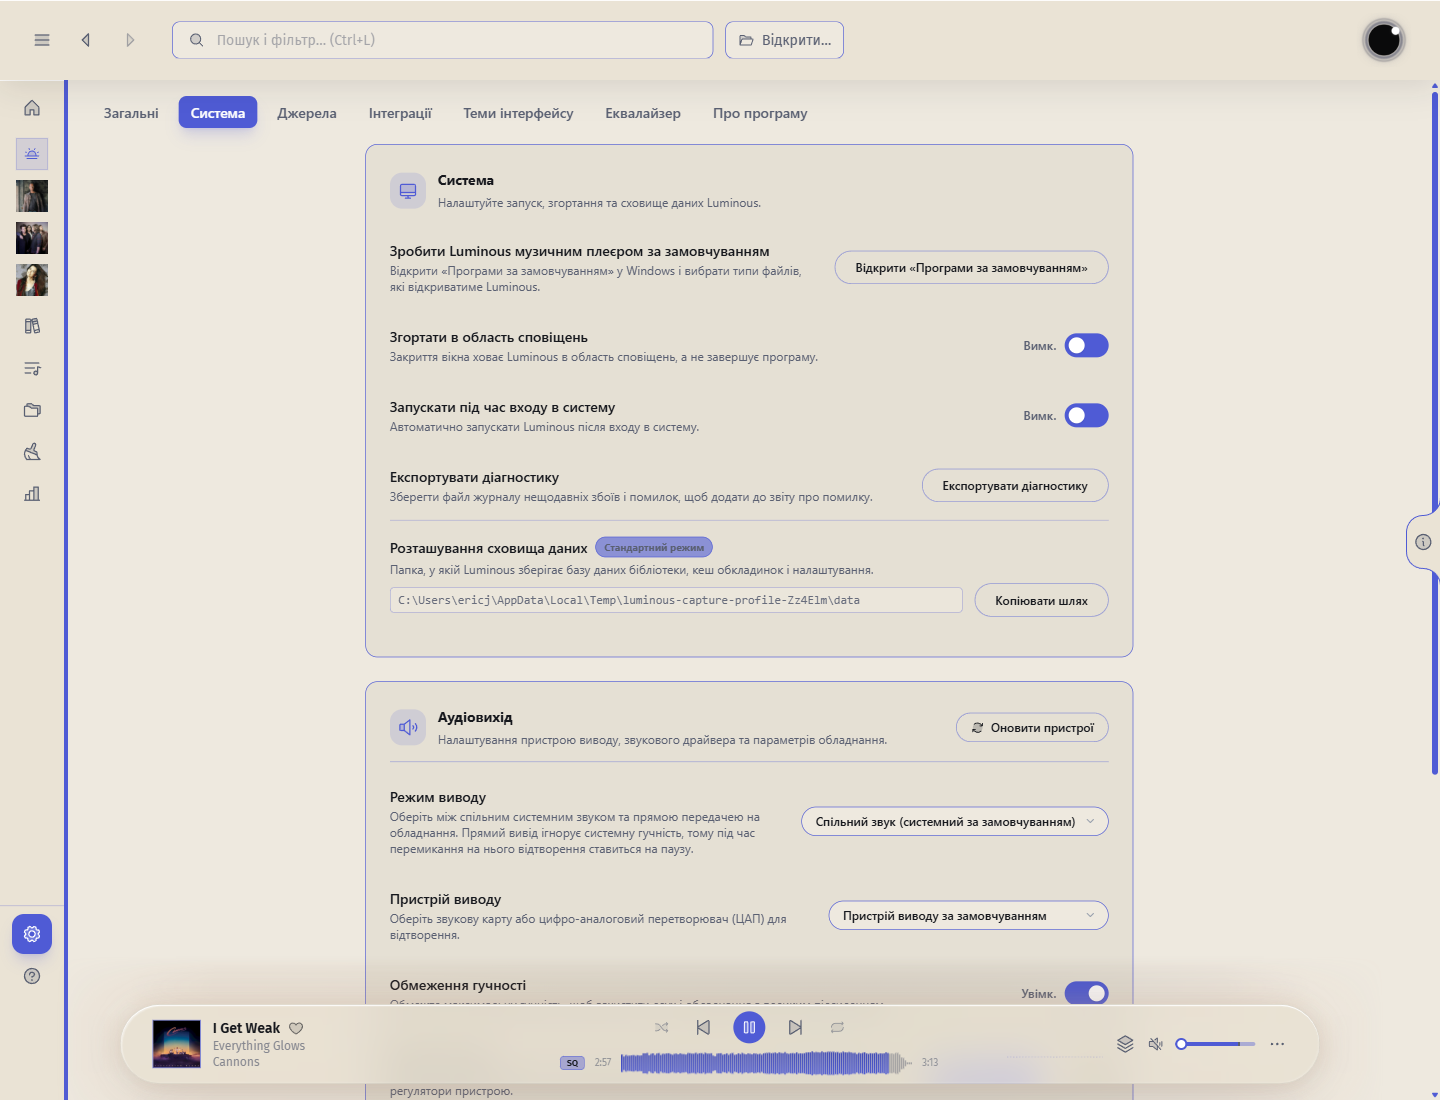 Пошук і фільтр... (Ctrl+L)
Відкрити...
Загальні
Система
Джерела
Інтеграції
Теми інтерфейсу
Еквалайзер
Про програму
Система
Налаштуйте запуск, згортання та сховище даних Luminous.
Зробити Luminous музичним плеєром за замовчуванням
Відкрити «Програми за замовчуванням» у Windows і вибрати типи файлів,
які відкриватиме Luminous.
Відкрити «Програми за замовчуванням»
Згортати в область сповіщень
Закриття вікна ховає Luminous в область сповіщень, а не завершує програму.
Вимк.
Запускати під час входу в систему
Автоматично запускати Luminous після входу в систему.
Вимк.
Експортувати діагностику
Зберегти файл журналу нещодавніх збоїв і помилок, щоб додати до звіту про помилку.
Експортувати діагностику
Розташування сховища даних
Стандартний режим
Папка, у якій Luminous зберігає базу даних бібліотеки, кеш обкладинок і налаштування.
C:\Users\ericj\AppData\Local\Temp\luminous-capture-profile-Zz4Elm\data
Копіювати шлях
Аудіовихід
Налаштування пристрою виводу, звукового драйвера та параметрів обладнання.
Оновити пристрої
Режим виводу
Оберіть між спільним системним звуком та прямою передачею на
обладнання. Прямий вивід ігнорує системну гучність, тому під час
перемикання на нього відтворення ставиться на паузу.
Спільний звук (системний за замовчуванням)
Пристрій виводу
Оберіть звукову карту або цифро-аналоговий перетворювач (ЦАП) для
відтворення.
Пристрій виводу за замовчуванням
Обмеження гучності
Увімк.
I Get Weak
Everything Glows
Cannons
SQ
2:57
3:13
регулятори пристрою.